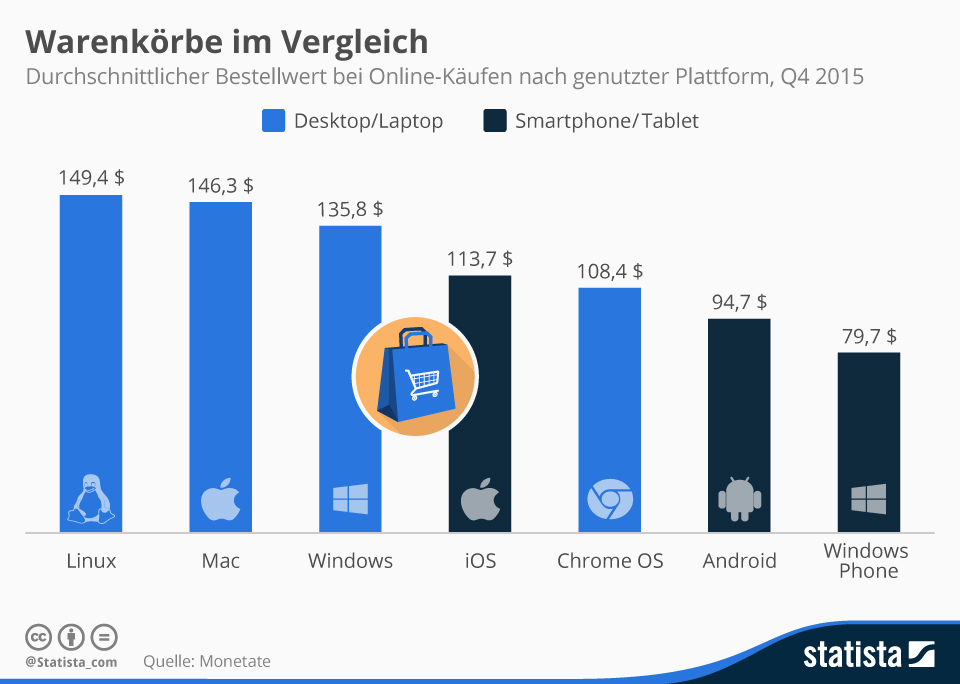 Warenkörbe im Vergleich
Durchschnittlicher Bestellwert bei Online-Käufen nach genutzter Plattform, Q4 2015
Desktop/Laptop Smartphone/Tablet
149,4 $
146,3 $
135,8 $
113,7 $
108,4 $
94,7 $
79,7 $
Linux Mac Windows iOS Chrome OS Android Windows
Phone
cc
@Statista_com Quelle: Monetate
statista